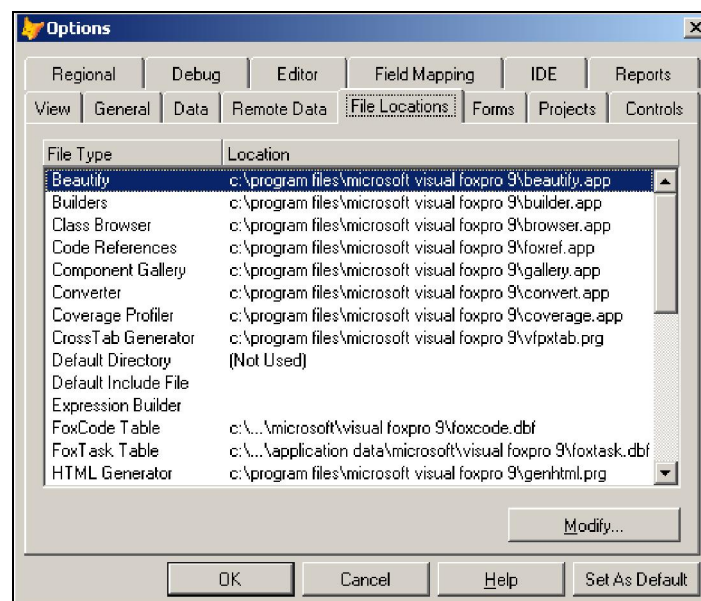 Options
Regional Debug Editor Field Mapping IDE Reports
View General Data Remote Data File Locations Forms Projects Controls
File Type Location
Beautify c:\program files\microsoft visual foxpro 9\beautify.app
Builders c:\program files\microsoft visual foxpro 9\builder.app
Class Browser c:\program files\microsoft visual foxpro 9\browser.app
Code References c:\program files\microsoft visual foxpro 9\foxref.app
Component Gallery c:\program files\microsoft visual foxpro 9\gallery.app
Converter c:\program files\microsoft visual foxpro 9\convert.app
Coverage Profiler c:\program files\microsoft visual foxpro 9\coverage.app
CrossTab Generator c:\program files\microsoft visual foxpro 9\vfpxtab.prg
Default Directory (Not Used)
Default Include File
Expression Builder
FoxCode Table c:\...\microsoft\visual foxpro 9\foxcode.dbf
FoxTask Table c:\...\application data\microsoft\visual foxpro 9\foxtask.dbf
HTML Generator c:\program files\microsoft visual foxpro 9\genhtml.prg
Modify...
OK Cancel Help Set As Default